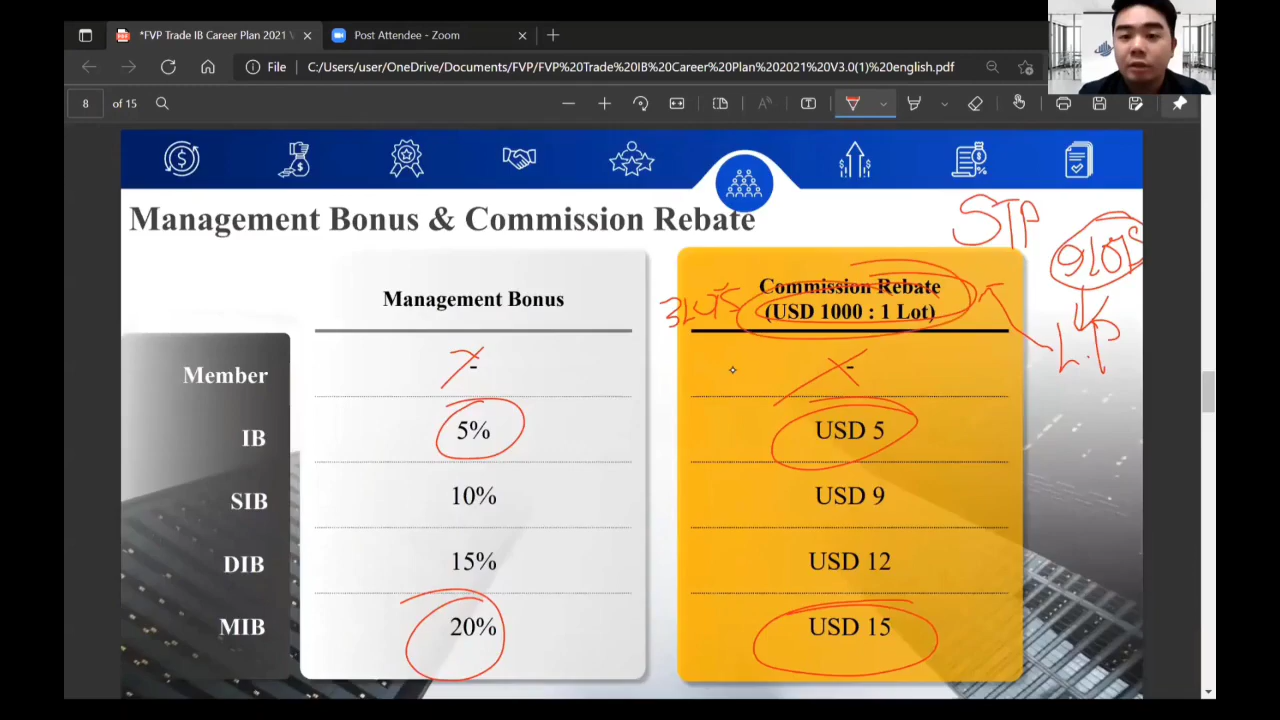 *FVP Trade IB Career Plan 2021 V
Post Attendee - Zoom
File
C:/Users/user/OneDrive/Documents/FVP/FVP%20Trade%20IB%20Career%20Plan%202021%20V3.0(1)%20english.pdf
8 of 15
Management Bonus & Commission Rebate
STP
9LOTS
3LOTS
L.P
Management Bonus
Commission Rebate
(USD 1000 : 1 Lot)
Member - -
IB 5% USD 5
SIB 10% USD 9
DIB 15% USD 12
MIB 20% USD 15